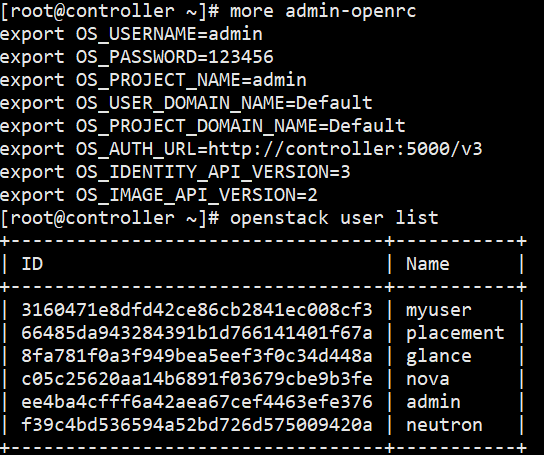 [root@controller ~]# more admin-openrc
export OS_USERNAME=admin
export OS_PASSWORD=123456
export OS_PROJECT_NAME=admin
export OS_USER_DOMAIN_NAME=Default
export OS_PROJECT_DOMAIN_NAME=Default
export OS_AUTH_URL=http://controller:5000/v3
export OS_IDENTITY_API_VERSION=3
export OS_IMAGE_API_VERSION=2
[root@controller ~]# openstack user list
+----------------------------------+-----------+
| ID                               | Name      |
+----------------------------------+-----------+
| 3160471e8dfd42ce86cb2841ec008cf3 | myuser    |
| 66485da943284391b1d766141401f67a | placement |
| 8fa781f0a3f949bea5eef3f0c34d448a | glance    |
| c05c25620aa14b6891f03679cbe9b3fe | nova      |
| ee4ba4cfff6a42aea67cef4463efe376 | admin     |
| f39c4bd536594a52bd726d575009420a | neutron   |
+----------------------------------+-----------+